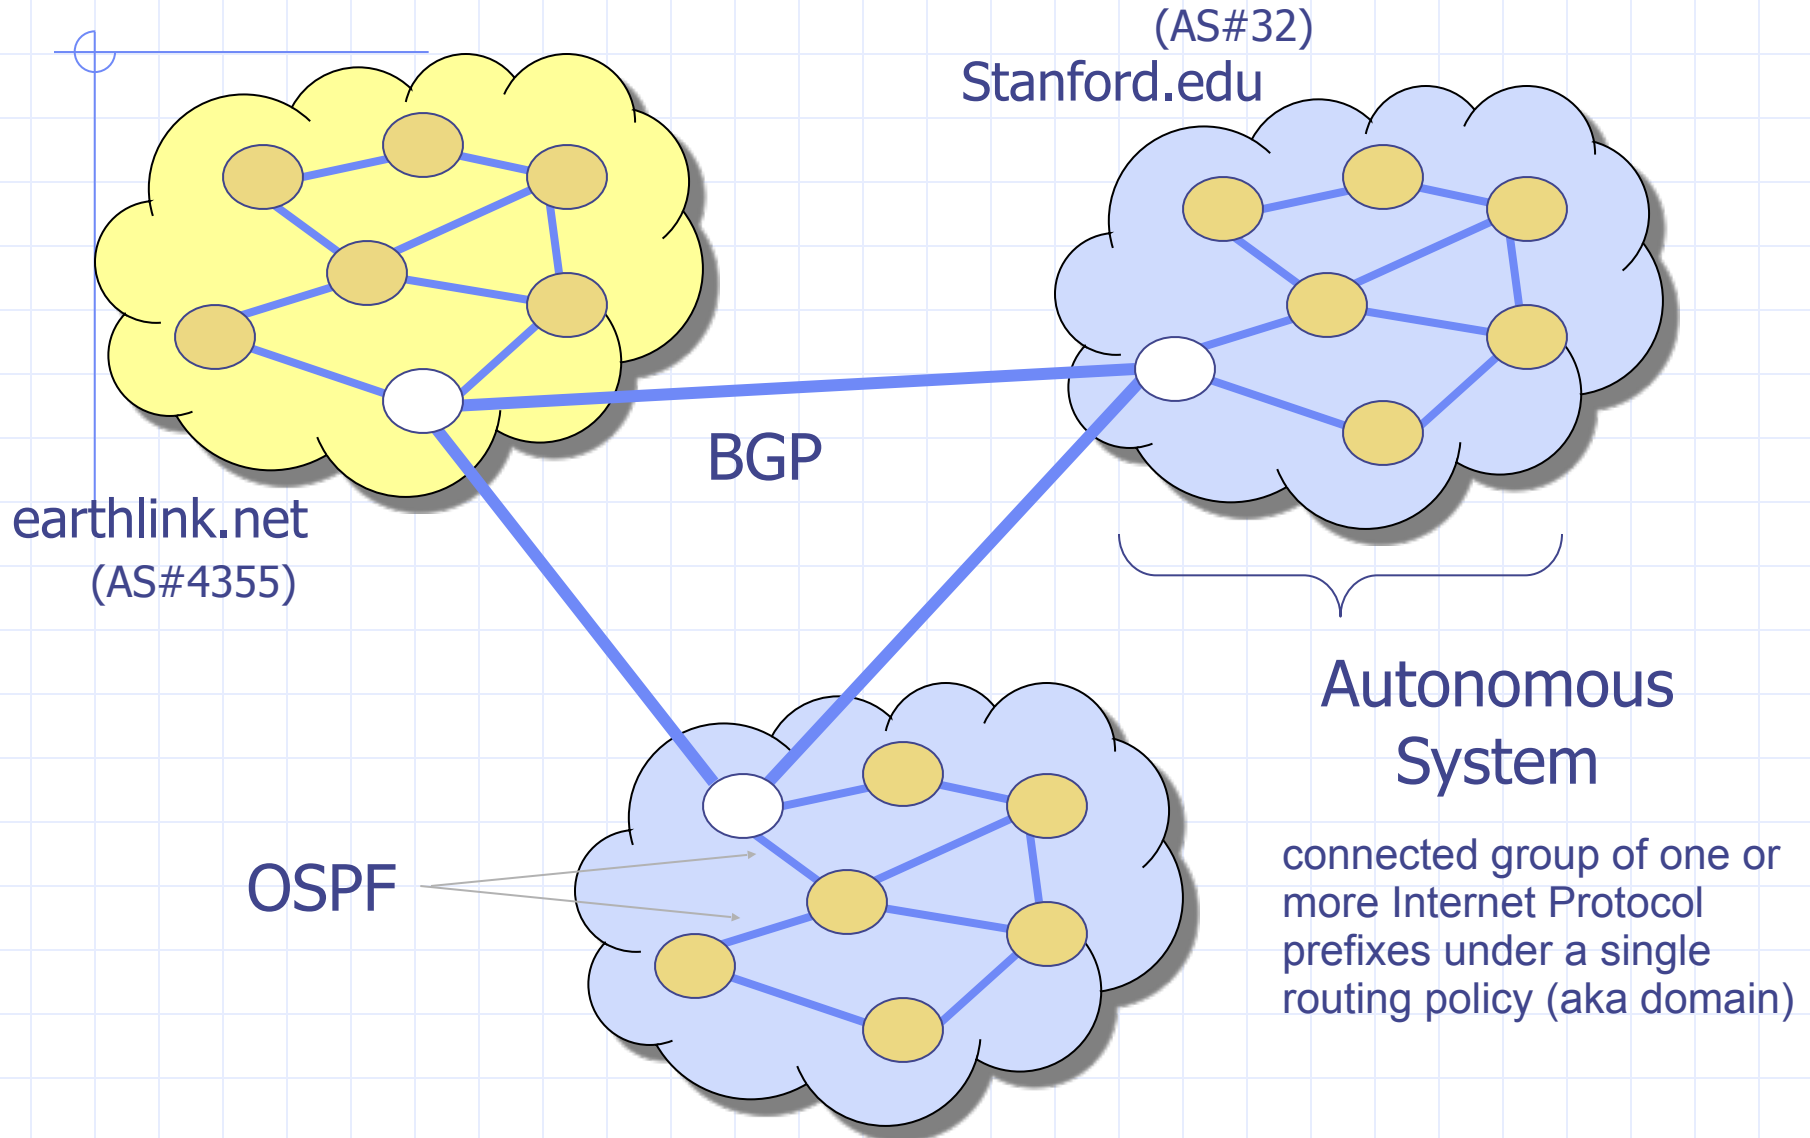 (AS#32)
Stanford.edu
BGP
earthlink.net
(AS#4355)
Autonomous
System
OSPF
connected group of one or
more Internet Protocol
prefixes under a single
routing policy (aka domain)